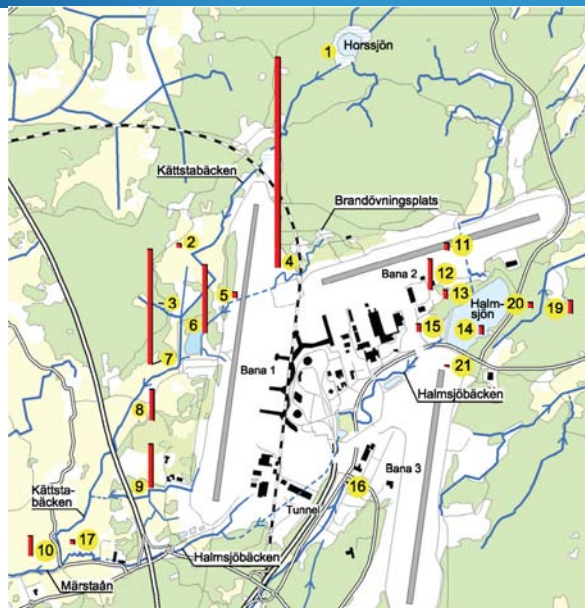 1
Horssjön
Kättstabäcken
Brandövningsplats
2
4
11
Bana 2
12
3
5
13
Halm-
sjön
20
19
6
15
14
7
Bana 1
21
Halmsjöbäcken
8
Bana 3
9
16
Kättsta-
bäcken
Tunnel
10
17
Halmsjöbäcken
Märstaån